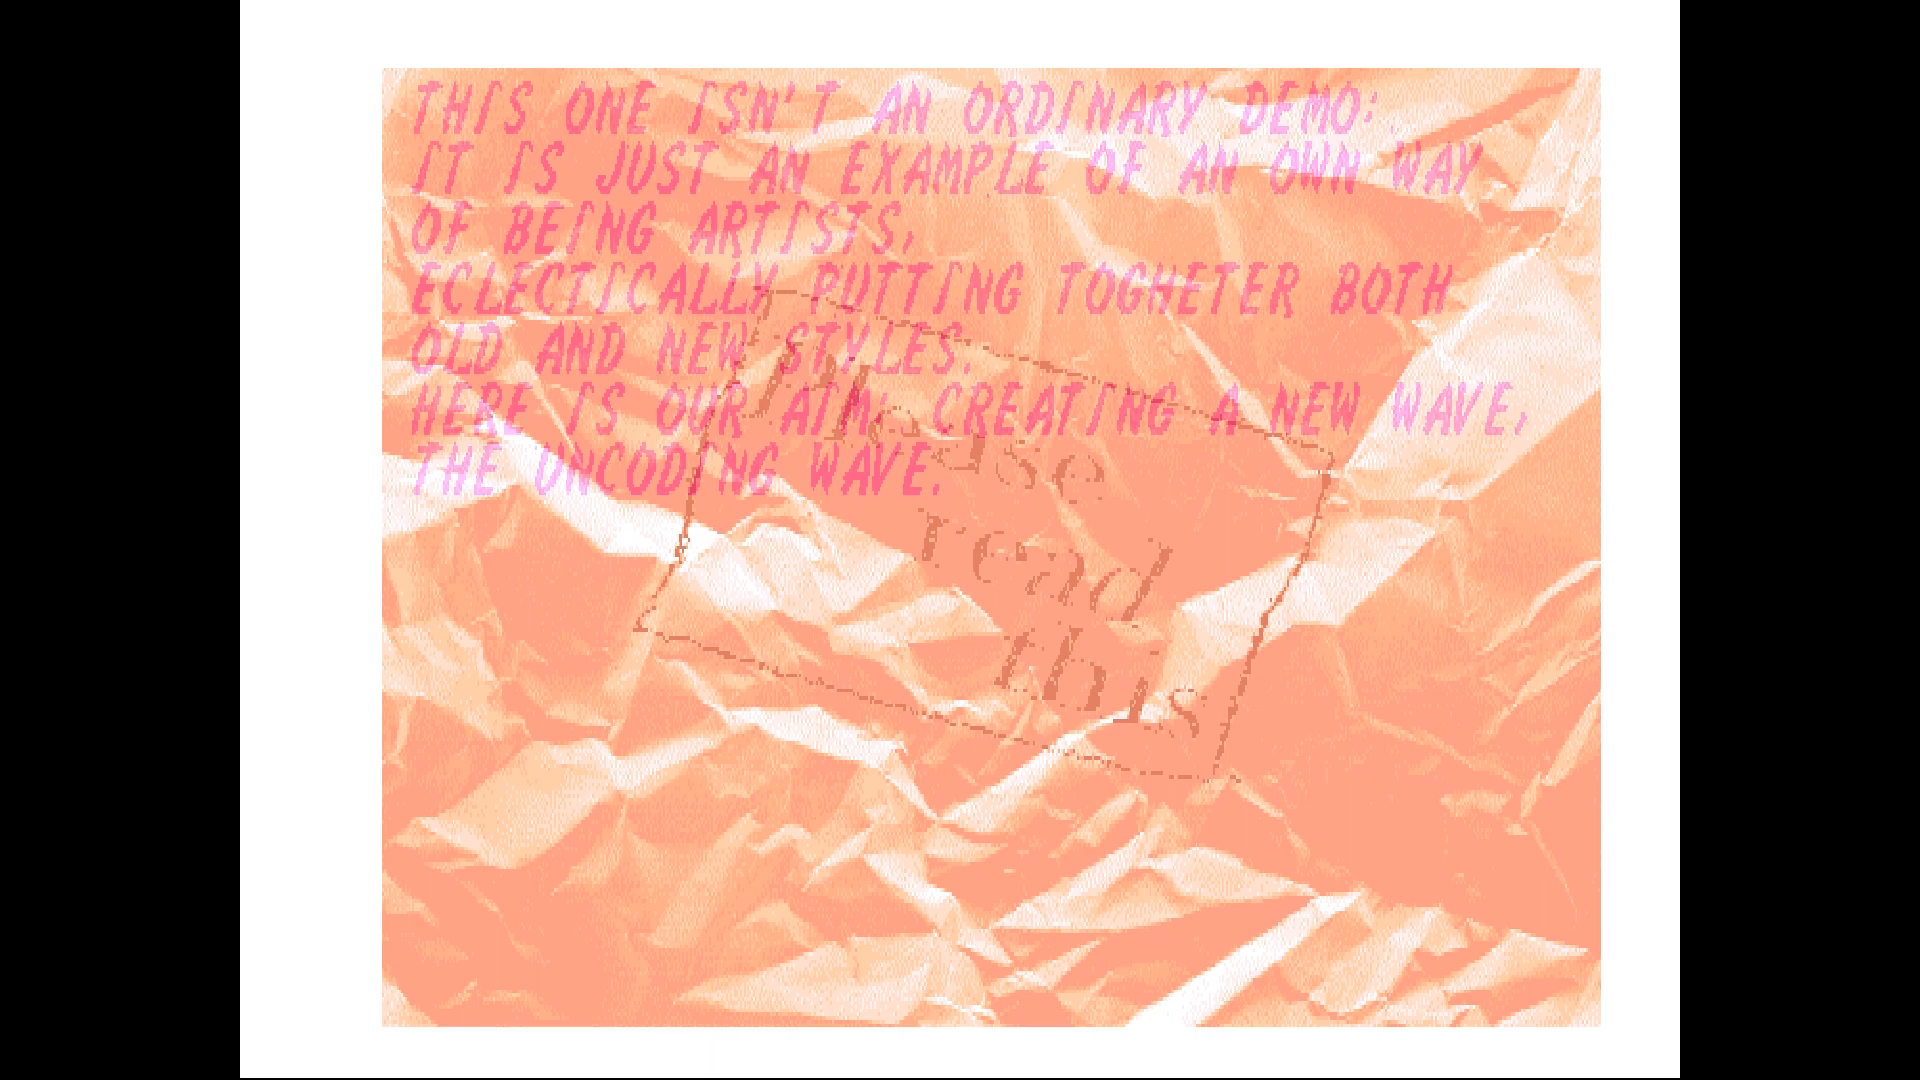 THIS ONE ISN'T AN ORDINARY DEMO:
IT IS JUST AN EXAMPLE OF AN OWN WAY
OF BEING ARTISTS,
ECLECTICALLY PUTTING TOGHETER BOTH
OLD AND NEW STYLES.
HERE IS OUR AIM: CREATING A NEW WAVE,
THE UNCODING WAVE.
Please
read
this